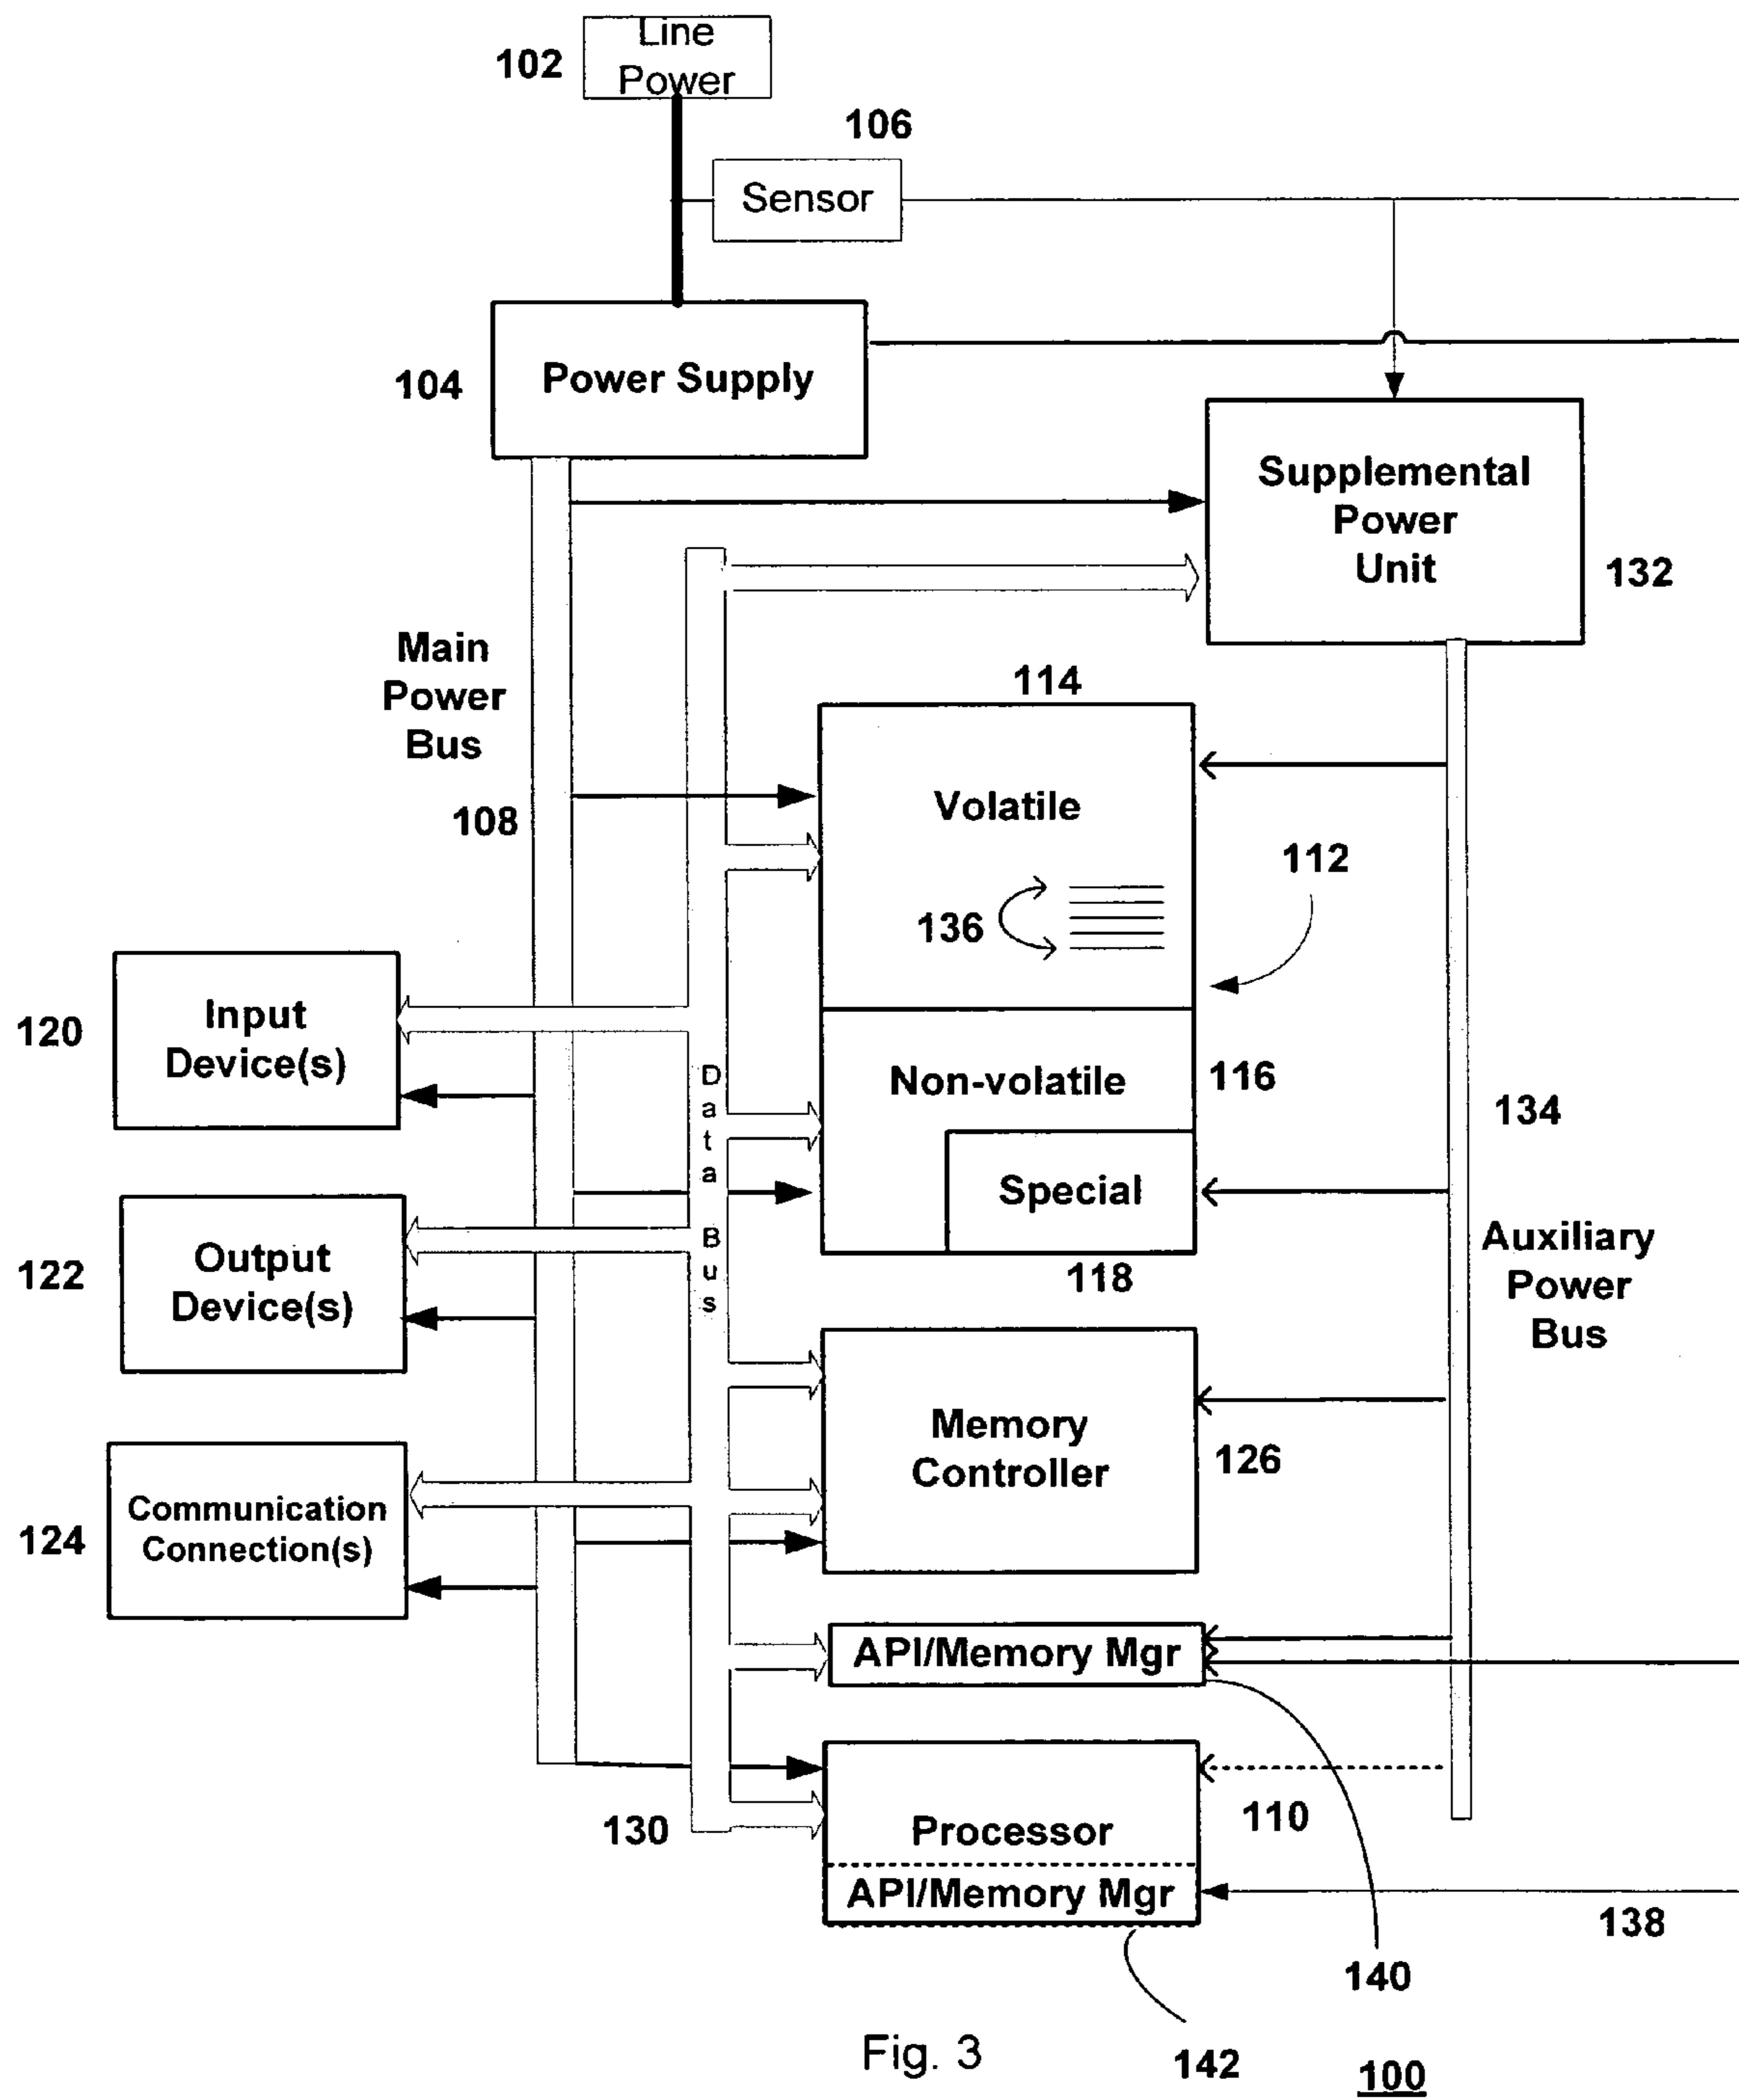 Line
Power
102
106
Sensor
Power Supply
104
Supplemental
Power
Unit
132
Main
Power
Bus
108
114
Volatile
112
136
Input
Device(s)
120
Data Bus
Non-volatile
116
134
Special
118
Output
Device(s)
122
Auxiliary
Power
Bus
Memory
Controller
126
Communication
Connection(s)
124
API/Memory Mgr
110
130
Processor
API/Memory Mgr
138
140
Fig. 3
142
100